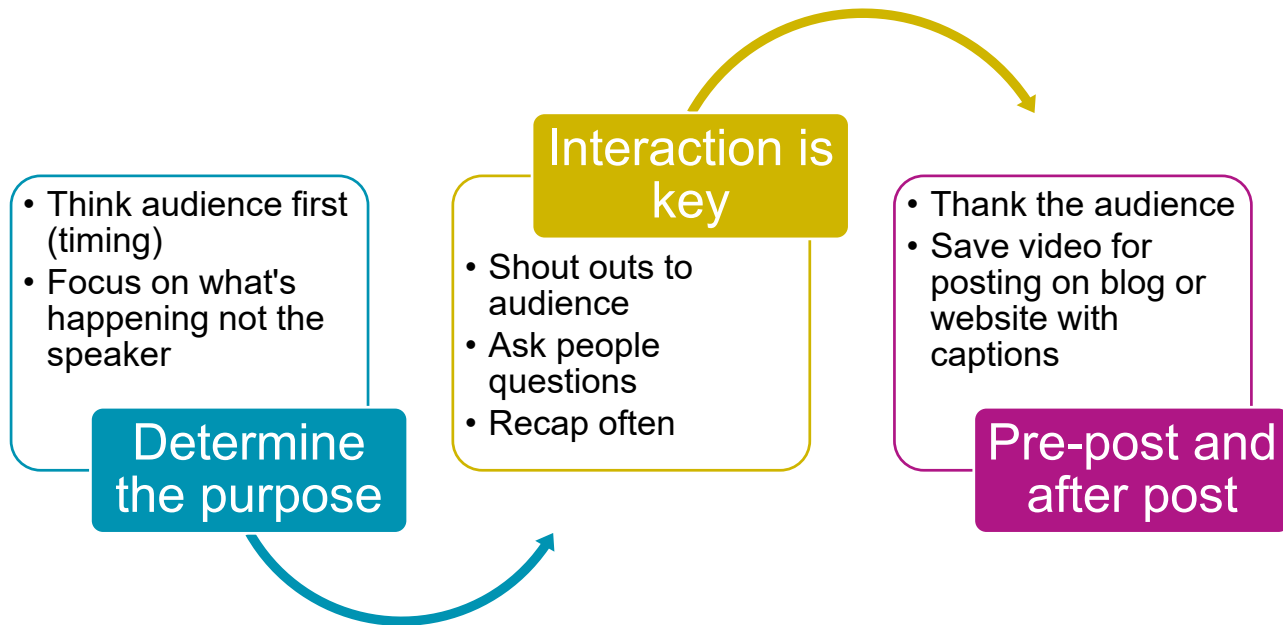 • Think audience first
(timing)
• Focus on what's
happening not the
speaker
Determine
the purpose
Interaction is
key
• Shout outs to
audience
• Ask people
questions
• Recap often
• Thank the audience
• Save video for
posting on blog or
website with
captions
Pre-post and
after post